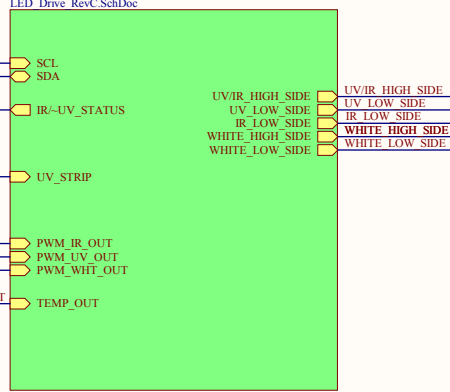 LED_Drive_RevC.SchDoc
SCL
SDA
IR/~UV_STATUS
UV_STRIP
PWM_IR_OUT
PWM_UV_OUT
PWM_WHT_OUT
T
TEMP_OUT
UV/IR_HIGH_SIDE
UV_LOW_SIDE
IR_LOW_SIDE
WHITE_HIGH_SIDE
WHITE_LOW_SIDE
UV/IR_HIGH_SIDE
UV_LOW_SIDE
IR_LOW_SIDE
WHITE_HIGH_SIDE
WHITE_LOW_SIDE